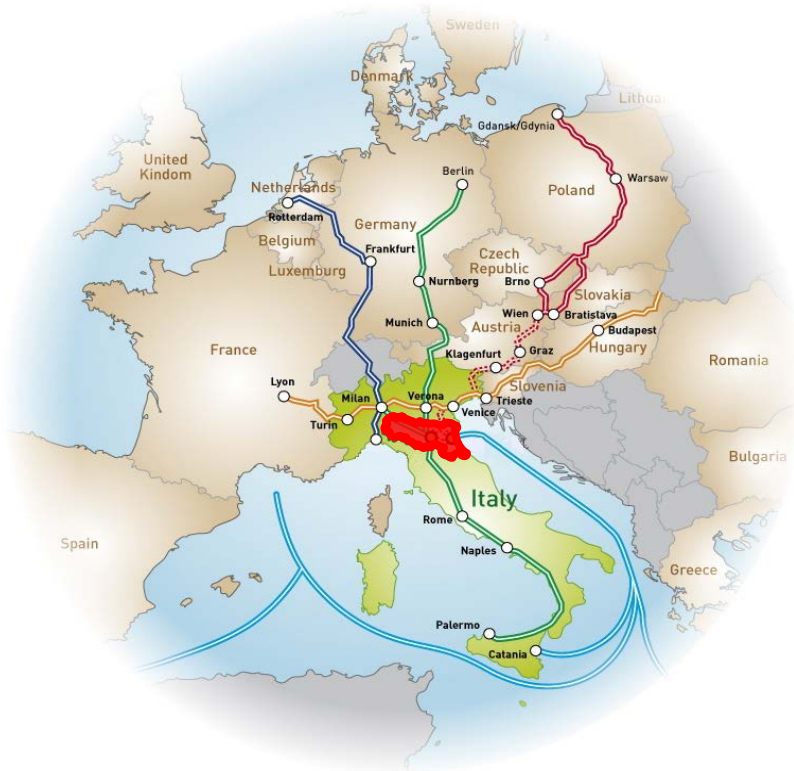 Sweden
Denmark
Lithuan
Gdansk/Gdynia
United
Kindom
Berlin
Warsaw
Poland
Netherlands
Rotterdam
Germany
Belgium
Frankfurt
Luxemburg
Czech
Republic
Nurnberg
Brno
Slovakia
Wien
Bratislava
Munich
Austria
Budapest
France
Klagenfurt
Graz
Hungary
Romania
Lyon
Slovenia
Milan
Verona
Trieste
Venice
Turin
Bulgaria
Italy
Rome
Spain
Naples
Greece
Palermo
Catania